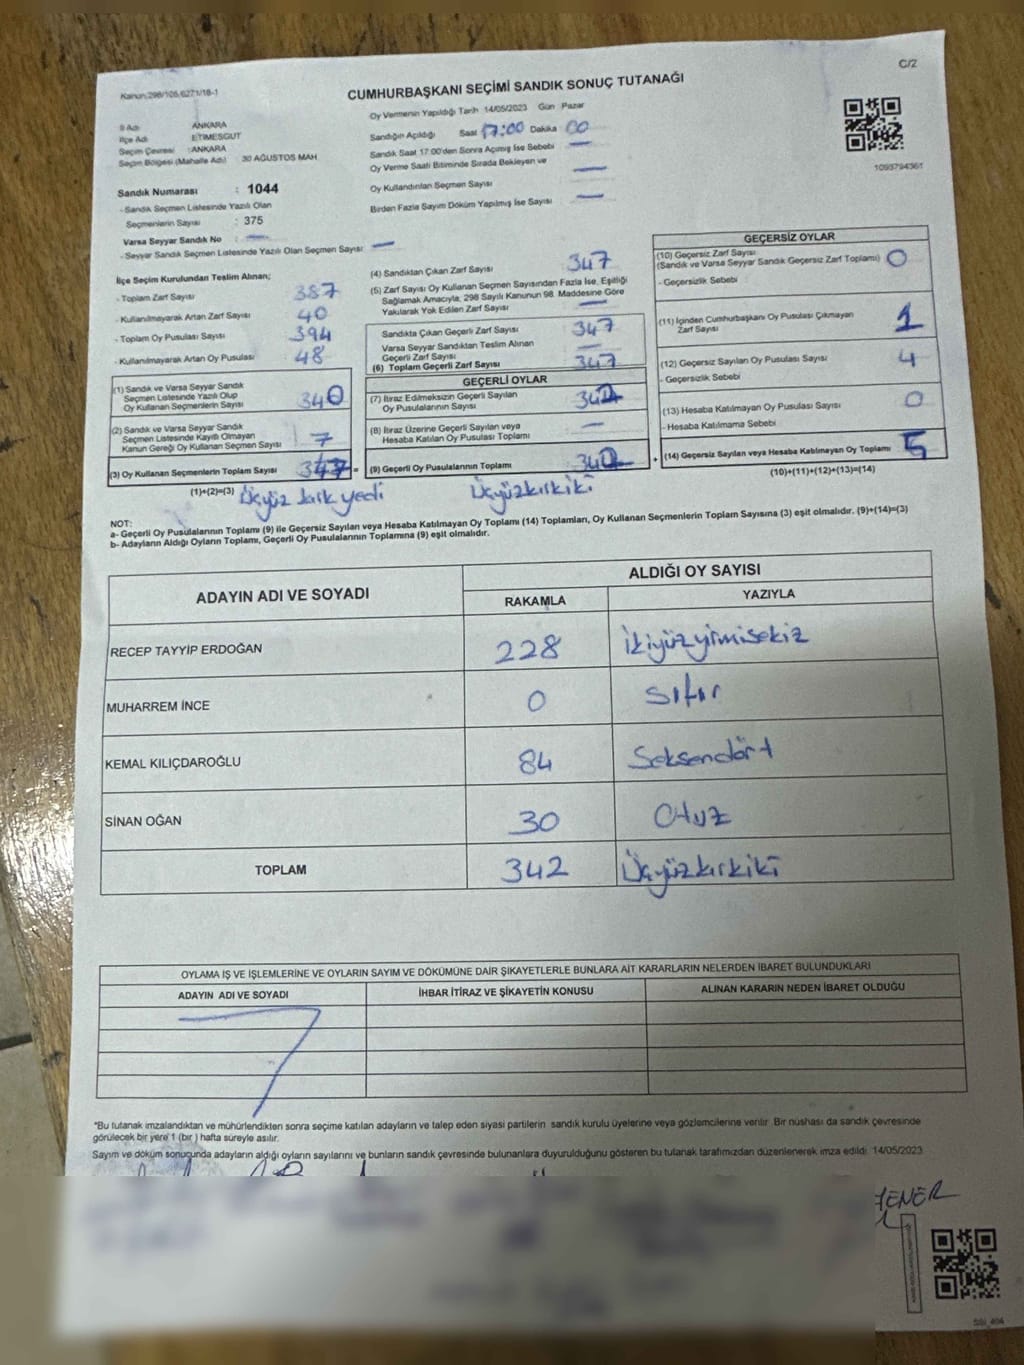 C/2
Kanun:298/105,6271/18-1
CUMHURBAŞKANI SEÇİMİ SANDIK SONUÇ TUTANAĞI
İl Adı : ANKARA
İlçe Adı : ETİMESGUT
Seçim Çevresi : ANKARA
Seçim Bölgesi (Mahalle Adı) : 30 AĞUSTOS MAH.
Oy Vermenin Yapıldığı Tarih 14/05/2023 Gün Pazar
Sandığın Açıldığı Saat 17:00 Dakika 00
Sandık Saat 17:00'den Sonra Açılmış İse Sebebi —
Oy Verme Saati Bitiminde Sırada Bekleyen ve
Oy Kullandırılan Seçmen Sayısı —
Birden Fazla Sayım Döküm Yapılmış İse Sayısı —
1093794361
Sandık Numarası : 1044
- Sandık Seçmen Listesinde Yazılı Olan
Seçmenlerin Sayısı : 375
Varsa Seyyar Sandık No : —
- Seyyar Sandık Seçmen Listesinde Yazılı Olan Seçmen Sayısı: —
İlçe Seçim Kurulundan Teslim Alınan;
- Toplam Zarf Sayısı 387
- Kullanılmayarak Artan Zarf Sayısı 40
- Toplam Oy Pusulası Sayısı 394
- Kullanılmayarak Artan Oy Pusulası 48
(1) Sandık ve Varsa Seyyar Sandık
Seçmen Listesinde Yazılı Olup
Oy Kullanan Seçmenlerin Sayısı 340
(2) Sandık ve Varsa Seyyar Sandık
Seçmen Listesinde Kayıtlı Olmayan
Kanun Gereği Oy Kullanan Seçmen Sayısı 7
(3) Oy Kullanan Seçmenlerin Toplam Sayısı 347 =
(1)+(2)=(3) Üçyüz kırk yedi
(4) Sandıktan Çıkan Zarf Sayısı 347
(5) Zarf Sayısı Oy Kullanan Seçmen Sayısından Fazla İse, Eşitliği
Sağlamak Amacıyla, 298 Sayılı Kanunun 98. Maddesine Göre
Yakılarak Yok Edilen Zarf Sayısı —
Sandıkta Çıkan Geçerli Zarf Sayısı 347
Varsa Seyyar Sandıktan Teslim Alınan
Geçerli Zarf Sayısı —
(6) Toplam Geçerli Zarf Sayısı 347
GEÇERLİ OYLAR
(7) İtiraz Edilmeksizin Geçerli Sayılan
Oy Pusulalarının Sayısı 342
(8) İtiraz Üzerine Geçerli Sayılan veya
Hesaba Katılan Oy Pusulası Toplamı —
(9) Geçerli Oy Pusulalarının Toplamı 342 +
Üçyüzkırkiki
GEÇERSİZ OYLAR
(10) Geçersiz Zarf Sayısı
(Sandık ve Varsa Seyyar Sandık Geçersiz Zarf Toplamı) 0
- Geçersizlik Sebebi
(11) İçinden Cumhurbaşkanı Oy Pusulası Çıkmayan
Zarf Sayısı 1
(12) Geçersiz Sayılan Oy Pusulası Sayısı 4
- Geçersizlik Sebebi
(13) Hesaba Katılmayan Oy Pusulası Sayısı 0
- Hesaba Katılmama Sebebi
(14) Geçersiz Sayılan veya Hesaba Katılmayan Oy Toplamı 5
(10)+(11)+(12)+(13)=(14)
NOT:
a- Geçerli Oy Pusulalarının Toplamı (9) ile Geçersiz Sayılan veya Hesaba Katılmayan Oy Toplamı (14) Toplamları, Oy Kullanan Seçmenlerin Toplam Sayısına (3) eşit olmalıdır. (9)+(14)=(3)
b- Adayların Aldığı Oyların Toplamı, Geçerli Oy Pusulalarının Toplamına (9) eşit olmalıdır.
ADAYIN ADI VE SOYADI
ALDIĞI OY SAYISI
RAKAMLA YAZIYLA
RECEP TAYYİP ERDOĞAN 228 ikiyüzyirmisekiz
MUHARREM İNCE 0 sıfır
KEMAL KILIÇDAROĞLU 84 Seksendört
SİNAN OĞAN 30 Otuz
TOPLAM 342 Üçyüzkırkiki
OYLAMA İŞ VE İŞLEMLERİNE VE OYLARIN SAYIM VE DÖKÜMÜNE DAİR ŞİKAYETLERLE BUNLARA AİT KARARLARIN NELERDEN İBARET BULUNDUKLARI
ADAYIN ADI VE SOYADI İHBAR İTİRAZ VE ŞİKAYETİN KONUSU ALINAN KARARIN NEDEN İBARET OLDUĞU
*Bu tutanak imzalandıktan ve mühürlendikten sonra seçime katılan adayların ve talep eden siyasi partilerin sandık kurulu üyelerine veya gözlemcilerine verilir. Bir nüshası da sandık çevresinde
görülecek bir yere 1 (bir) hafta süreyle asılır.
Sayım ve döküm sonucunda adayların aldığı oyların sayılarını ve bunların sandık çevresinde bulunanlara duyurulduğunu gösteren bu tutanak tarafımızdan düzenlenerek imza edildi. 14/05/2023